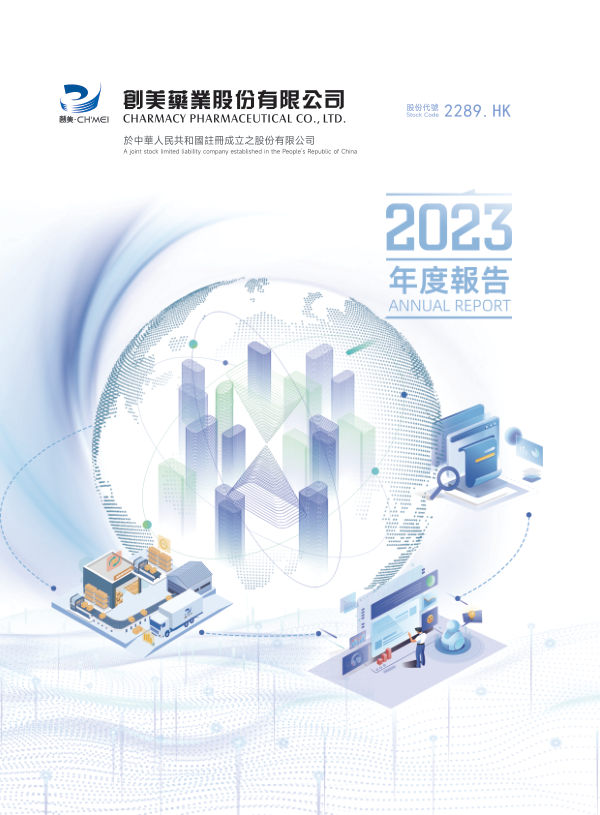 創美·CH'MEI
創美藥業股份有限公司
CHARMACY PHARMACEUTICAL CO., LTD.
於中華人民共和國註冊成立之股份有限公司
A joint stock limited liability company established in the People's Republic of China
股份代號
Stock Code
2289. HK
2023
年度報告
ANNUAL REPORT